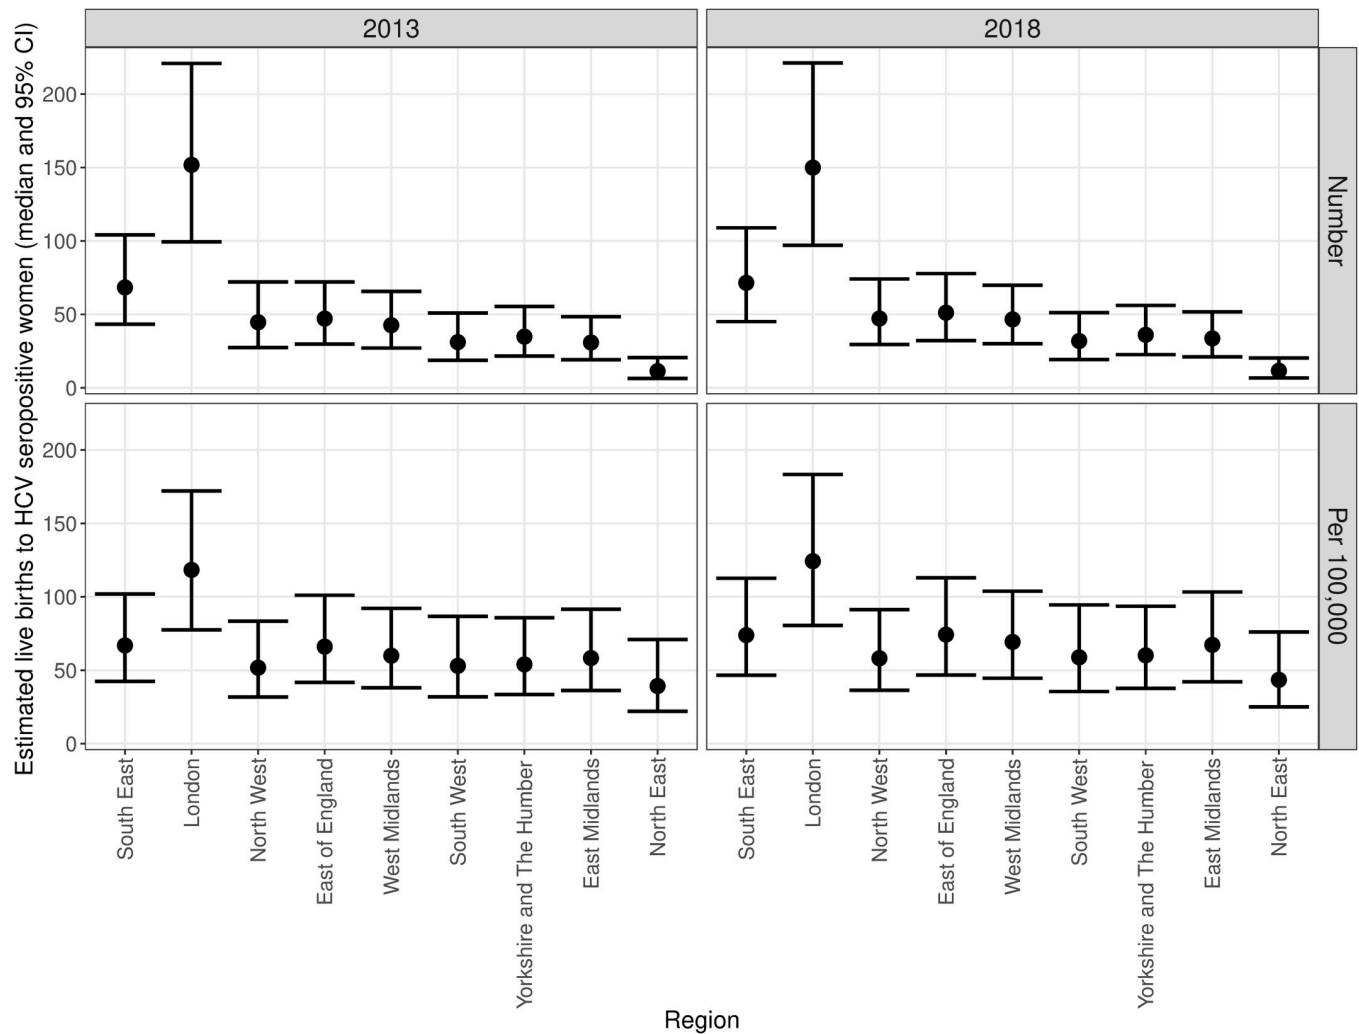 2013
2018
Estimated live births to HCV seropositive women (median and 95% CI)
200
150
100
50
0
Number
200
150
100
50
0
Per 100,000
South East
London
North West
East of England
West Midlands
South West
Yorkshire and The Humber
East Midlands
North East
South East
London
North West
East of England
West Midlands
South West
Yorkshire and The Humber
East Midlands
North East
Region